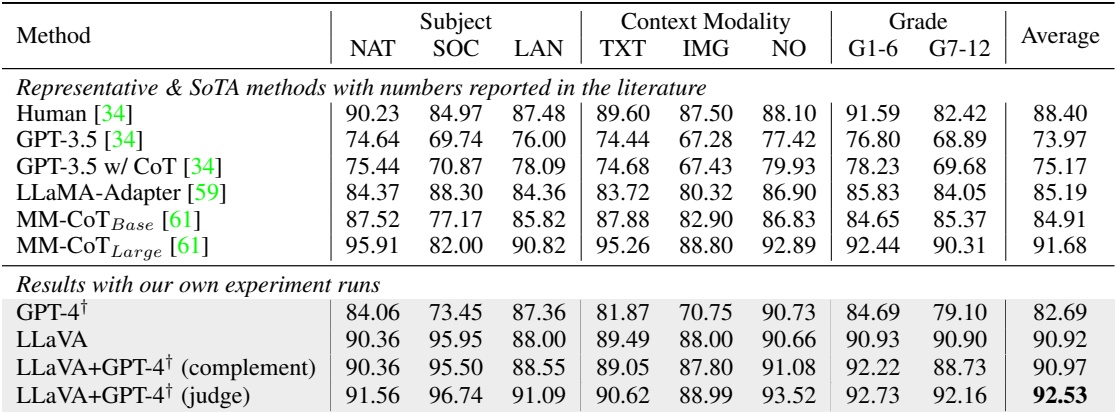 Method Subject Context Modality Grade Average
NAT SOC LAN TXT IMG NO G1-6 G7-12
Representative & SoTA methods with numbers reported in the literature
Human [34] 90.23 84.97 87.48 89.60 87.50 88.10 91.59 82.42 88.40
GPT-3.5 [34] 74.64 69.74 76.00 74.44 67.28 77.42 76.80 68.89 73.97
GPT-3.5 w/ CoT [34] 75.44 70.87 78.09 74.68 67.43 79.93 78.23 69.68 75.17
LLaMA-Adapter [59] 84.37 88.30 84.36 83.72 80.32 86.90 85.83 84.05 85.19
MM-CoT Base [61] 87.52 77.17 85.82 87.88 82.90 86.83 84.65 85.37 84.91
MM-CoT Large [61] 95.91 82.00 90.82 95.26 88.80 92.89 92.44 90.31 91.68
Results with our own experiment runs
GPT-4† 84.06 73.45 87.36 81.87 70.75 90.73 84.69 79.10 82.69
LLaVA 90.36 95.95 88.00 89.49 88.00 90.66 90.93 90.90 90.92
LLaVA+GPT-4† (complement) 90.36 95.50 88.55 89.05 87.80 91.08 92.22 88.73 90.97
LLaVA+GPT-4† (judge) 91.56 96.74 91.09 90.62 88.99 93.52 92.73 92.16 92.53